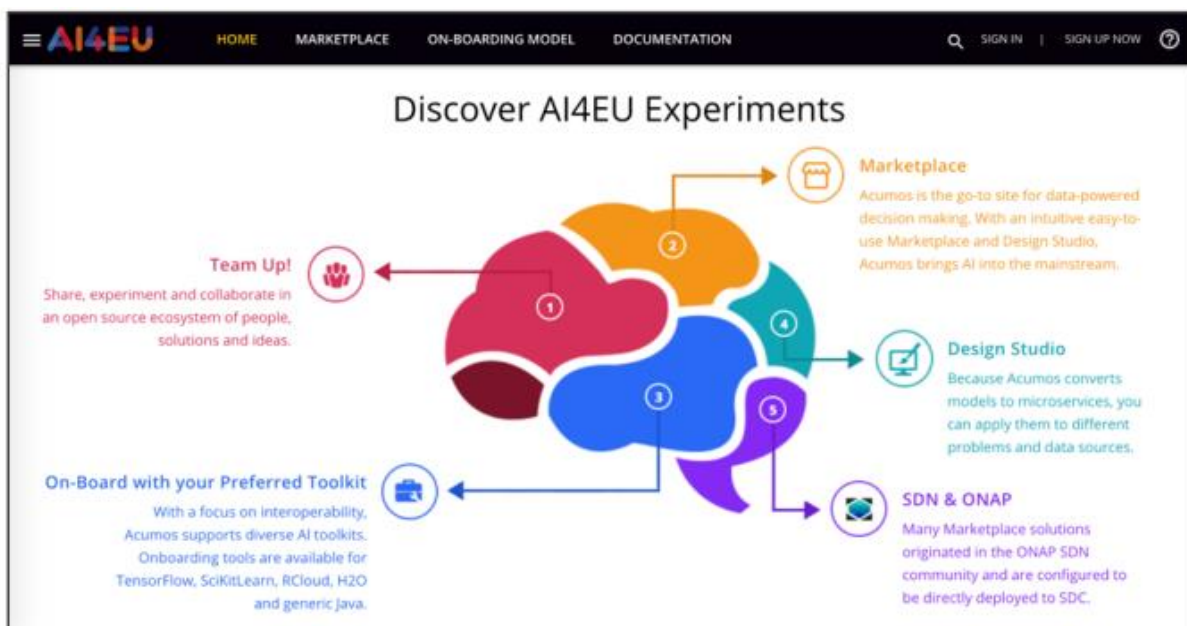 AI4EU
HOME MARKETPLACE ON-BOARDING MODEL DOCUMENTATION SIGN IN | SIGN UP NOW ?
Discover AI4EU Experiments
1
Team Up!
Share, experiment and collaborate in
an open source ecosystem of people,
solutions and ideas.
2
Marketplace
Acumos is the go-to site for data-powered
decision making. With an intuitive easy-to-
use Marketplace and Design Studio,
Acumos brings AI into the mainstream.
3
On-Board with your Preferred Toolkit
With a focus on interoperability,
Acumos supports diverse AI toolkits.
Onboarding tools are available for
TensorFlow, SciKitLearn, RCloud, H2O
and generic Java.
4
Design Studio
Because Acumos converts
models to microservices, you
can apply them to different
problems and data sources.
5
SDN & ONAP
Many Marketplace solutions
originated in the ONAP SDN
community and are configured to
be directly deployed to SDC.